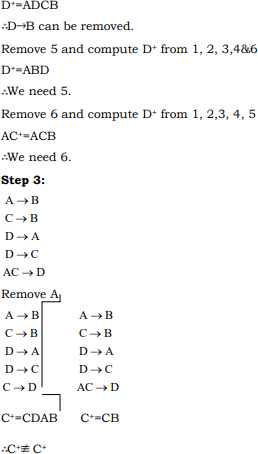 D⁺=ADCB
∴D→B can be removed.
Remove 5 and compute D⁺ from 1, 2, 3,4&6
D⁺=ABD
∴We need 5.
Remove 6 and compute D⁺ from 1, 2,3, 4, 5
AC⁺=ACB
∴We need 6.
Step 3:
A → B
C → B
D → A
D → C
AC → D
Remove A
A → B A → B
C → B C → B
D → A D → A
D → C D → C
C → D AC → D
C⁺=CDAB C⁺=CB
∴C⁺≢ C⁺